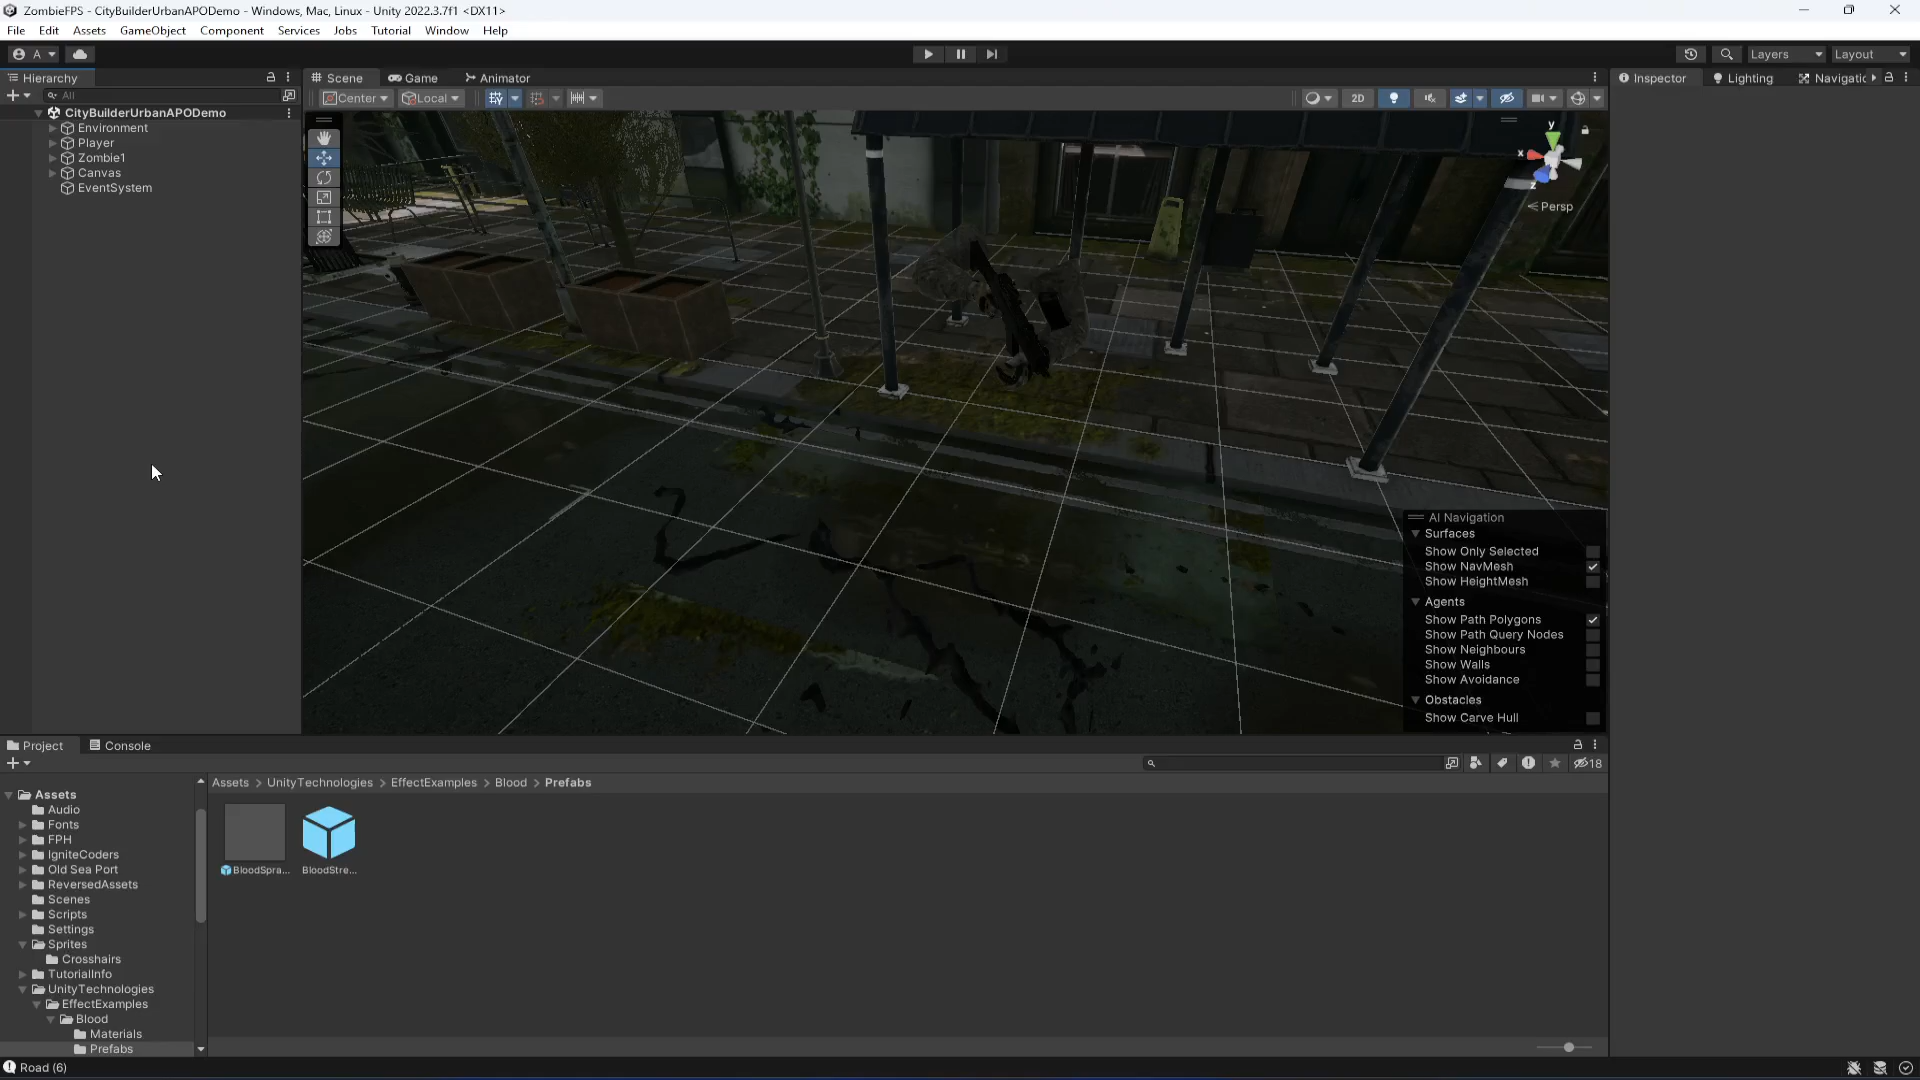 ZombieFPS - CityBuilderUrbanAPODemo - Windows, Mac, Linux - Unity 2022.3.7f1 <DX11>
File Edit Assets GameObject Component Services Jobs Tutorial Window Help
A
Layers
Layout
Hierarchy
Scene
Game
Animator
Inspector
Lighting
Navigatic
All
Center
Local
2D
CityBuilderUrbanAPODemo
Environment
Player
Zombie1
Canvas
EventSystem
y
x
z
Persp
AI Navigation
Surfaces
Show Only Selected
Show NavMesh
Show HeightMesh
Agents
Show Path Polygons
Show Path Query Nodes
Show Neighbours
Show Walls
Show Avoidance
Obstacles
Show Carve Hull
Project
Console
18
Assets > UnityTechnologies > EffectExamples > Blood > Prefabs
Assets
Audio
Fonts
FPH
IgniteCoders
Old Sea Port
ReversedAssets
Scenes
Scripts
Settings
Sprites
Crosshairs
TutorialInfo
UnityTechnologies
EffectExamples
Blood
Materials
Prefabs
BloodSpra...
BloodStre...
Road (6)